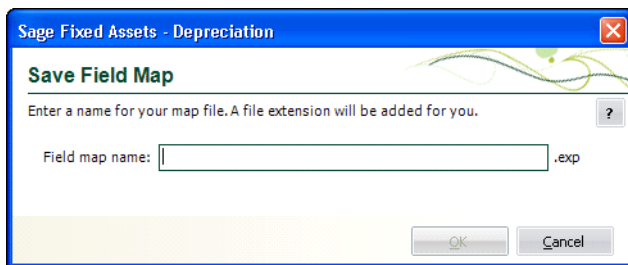 Sage Fixed Assets - Depreciation
Save Field Map
Enter a name for your map file. A file extension will be added for you.
?
Field map name: .exp
OK Cancel